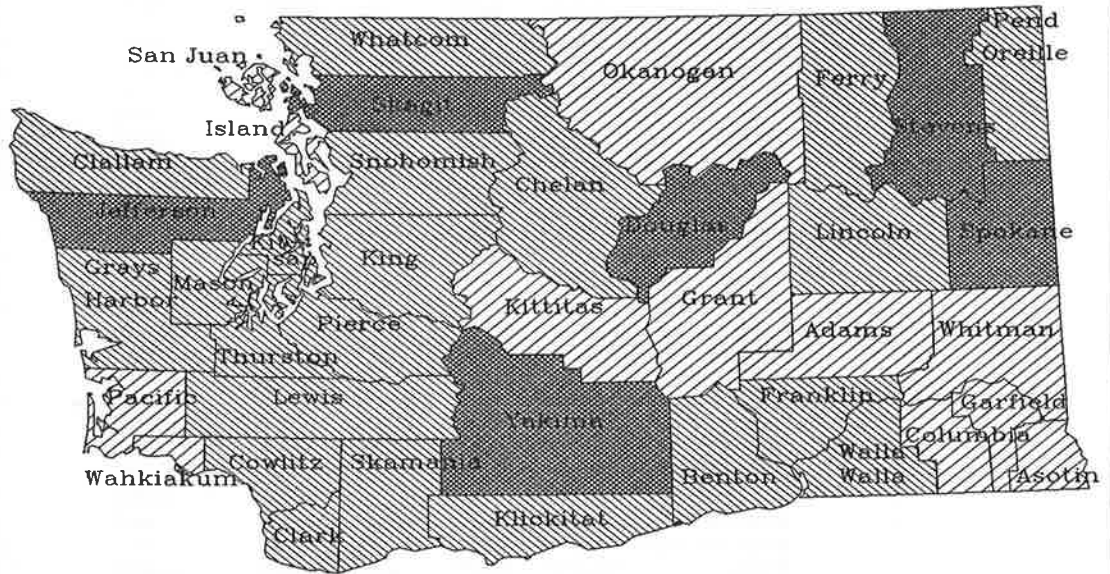 Pend
Oreille
Whatcom
San Juan
Okanogan
Ferry
Skagit
Stevens
Island
Clallam
Snohomish
Chelan
Jefferson
Douglas
Lincoln
Spokane
Kit
sap
King
Grays
Harbor
Mason
Kittitas
Grant
Pierce
Adams
Whitman
Thurston
Pacific
Lewis
Franklin
Garfield
Yakima
Columbia
Wahkiakum
Cowlitz
Skamania
Benton
Walla
Walla
Asotin
Clark
Klickitat